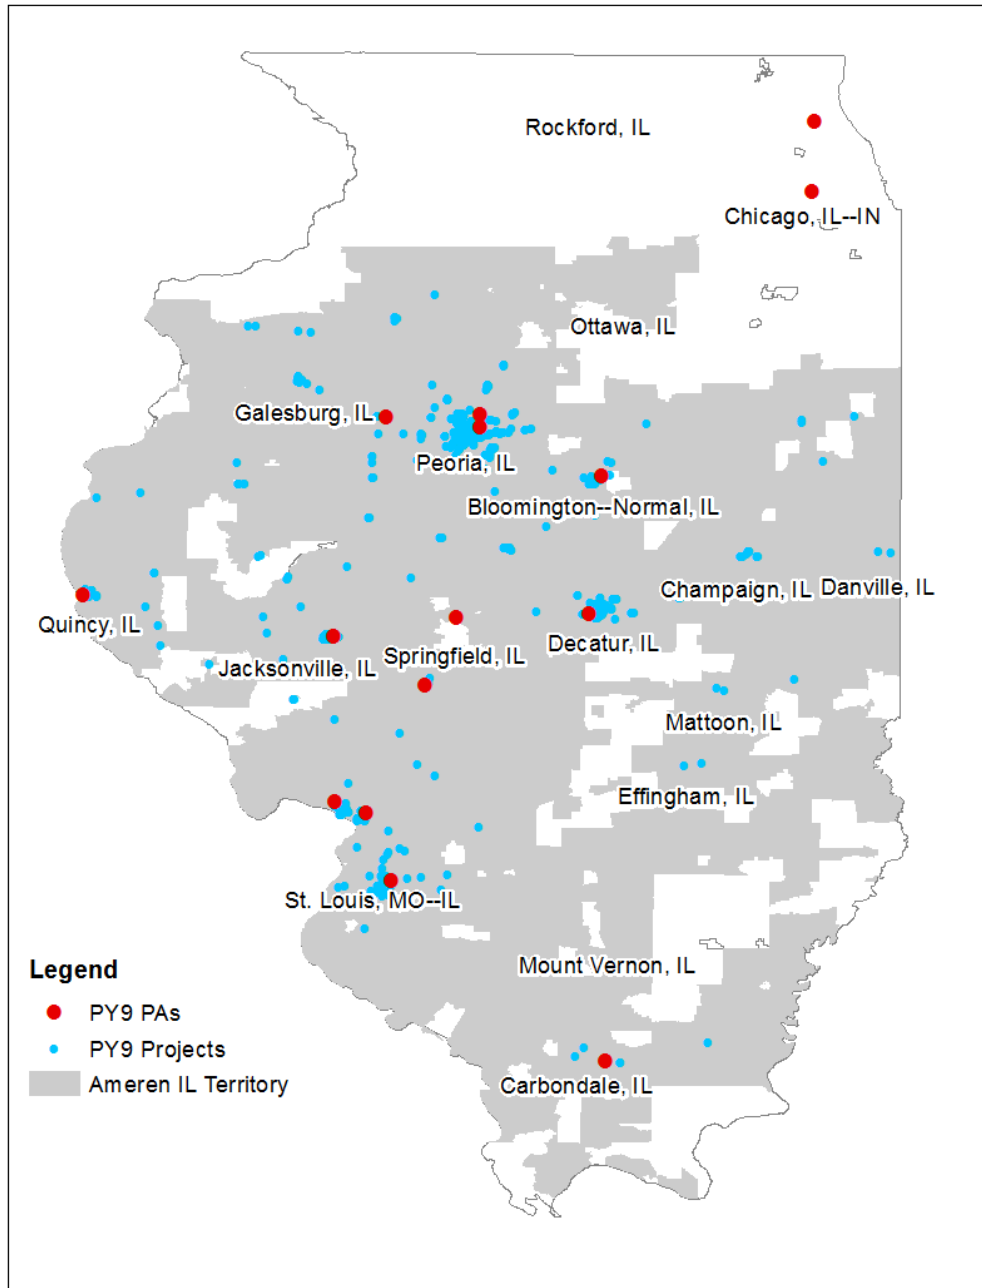 Rockford, IL
Chicago, IL--IN
Ottawa, IL
Galesburg, IL
Peoria, IL
Bloomington--Normal, IL
Champaign, IL
Danville, IL
Quincy, IL
Decatur, IL
Springfield, IL
Jacksonville, IL
Mattoon, IL
Effingham, IL
St. Louis, MO--IL
Mount Vernon, IL
Carbondale, IL
Legend
PY9 PAs
PY9 Projects
Ameren IL Territory